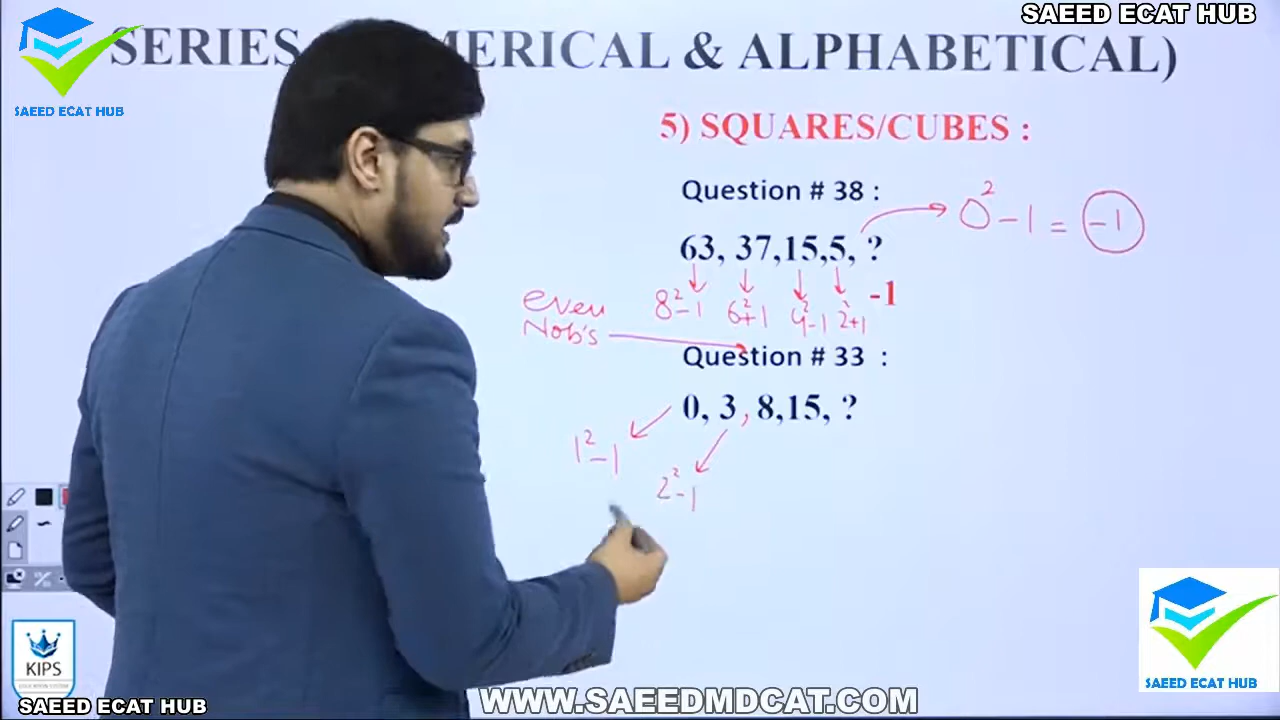 SAEED ECAT HUB
SERIES MERICAL & ALPHABETICAL)
SAEED ECAT HUB
5) SQUARES/CUBES :
Question # 38 :
0² - 1 = -1
63, 37,15,5, ?
-1
8²-1 6²+1 4²-1 2²+1
even
Nob's
Question # 33 :
0, 3, 8,15, ?
1²-1
2²-1
KIPS
SAEED ECAT HUB
SAEED ECAT HUB
WWW.SAEEDMDCAT.COM